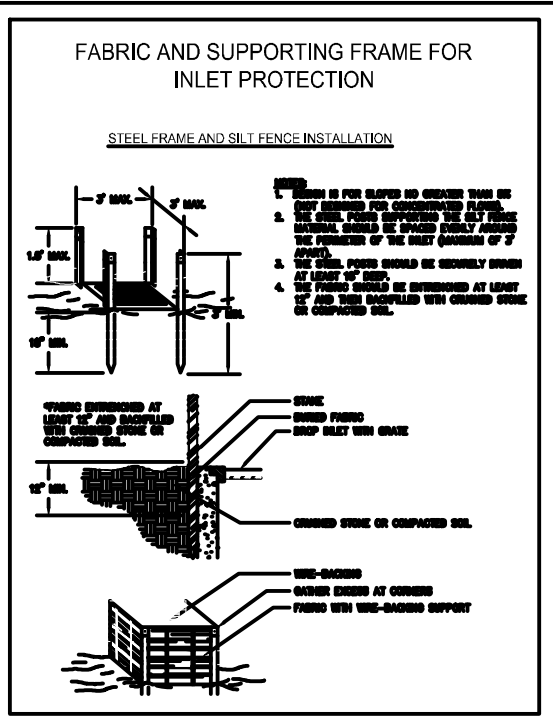 FABRIC AND SUPPORTING FRAME FOR
INLET PROTECTION
STEEL FRAME AND SILT FENCE INSTALLATION
3' MAX.
3' MAX.
1.5' MAX.
3' MIN.
NOTES:
1. DESIGN IS FOR SLOPES NO GREATER THAN 5%
(NOT DESIGNED FOR CONCENTRATED FLOWS).
2. THE STEEL POSTS SUPPORTING THE SILT FENCE
MATERIAL SHOULD BE SPACED EVENLY AROUND
THE PERIMETER OF THE INLET (MAXIMUM OF 3'
APART).
3. THE STEEL POSTS SHOULD BE SECURELY DRIVEN
AT LEAST 18" DEEP.
4. THE FABRIC SHOULD BE ENTRENCHED AT LEAST
12" AND THEN BACKFILLED WITH CRUSHED STONE
OR COMPACTED SOIL.
18" MIN.
*FABRIC ENTRENCHED AT
LEAST 12" AND BACKFILLED
WITH CRUSHED STONE OR
COMPACTED SOIL.
STAKE
BURIED FABRIC
DROP INLET WITH GRATE
12" MIN.
CRUSHED STONE OR COMPACTED SOIL
WIRE-BACKING
GATHER EXCESS AT CORNERS
FABRIC WITH WIRE-BACKING SUPPORT